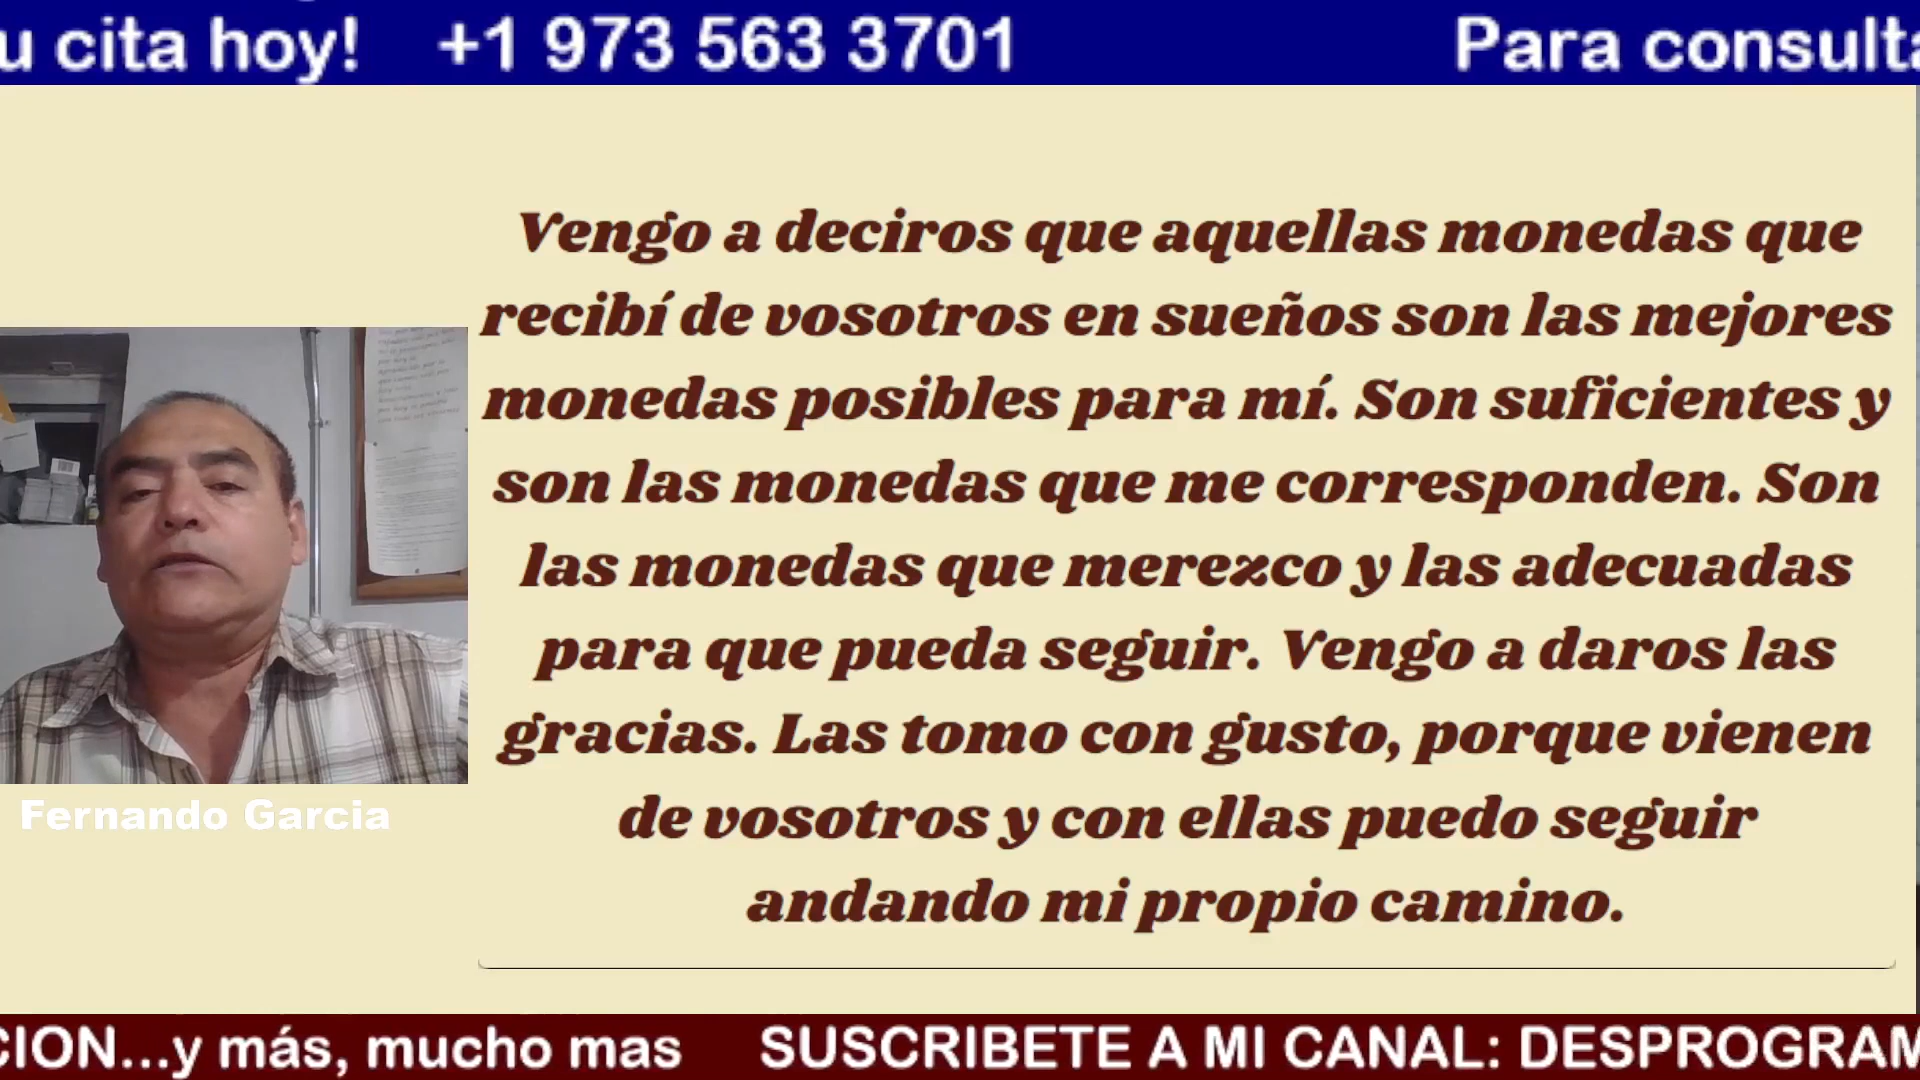 u cita hoy! +1 973 563 3701 Para consulta
Vengo a deciros que aquellas monedas que
recibí de vosotros en sueños son las mejores
monedas posibles para mí. Son suficientes y
son las monedas que me corresponden. Son
las monedas que merezco y las adecuadas
para que pueda seguir. Vengo a daros las
gracias. Las tomo con gusto, porque vienen
de vosotros y con ellas puedo seguir
andando mi propio camino.
Fernando Garcia
CION...y más, mucho mas SUSCRIBETE A MI CANAL: DESPROGRAM